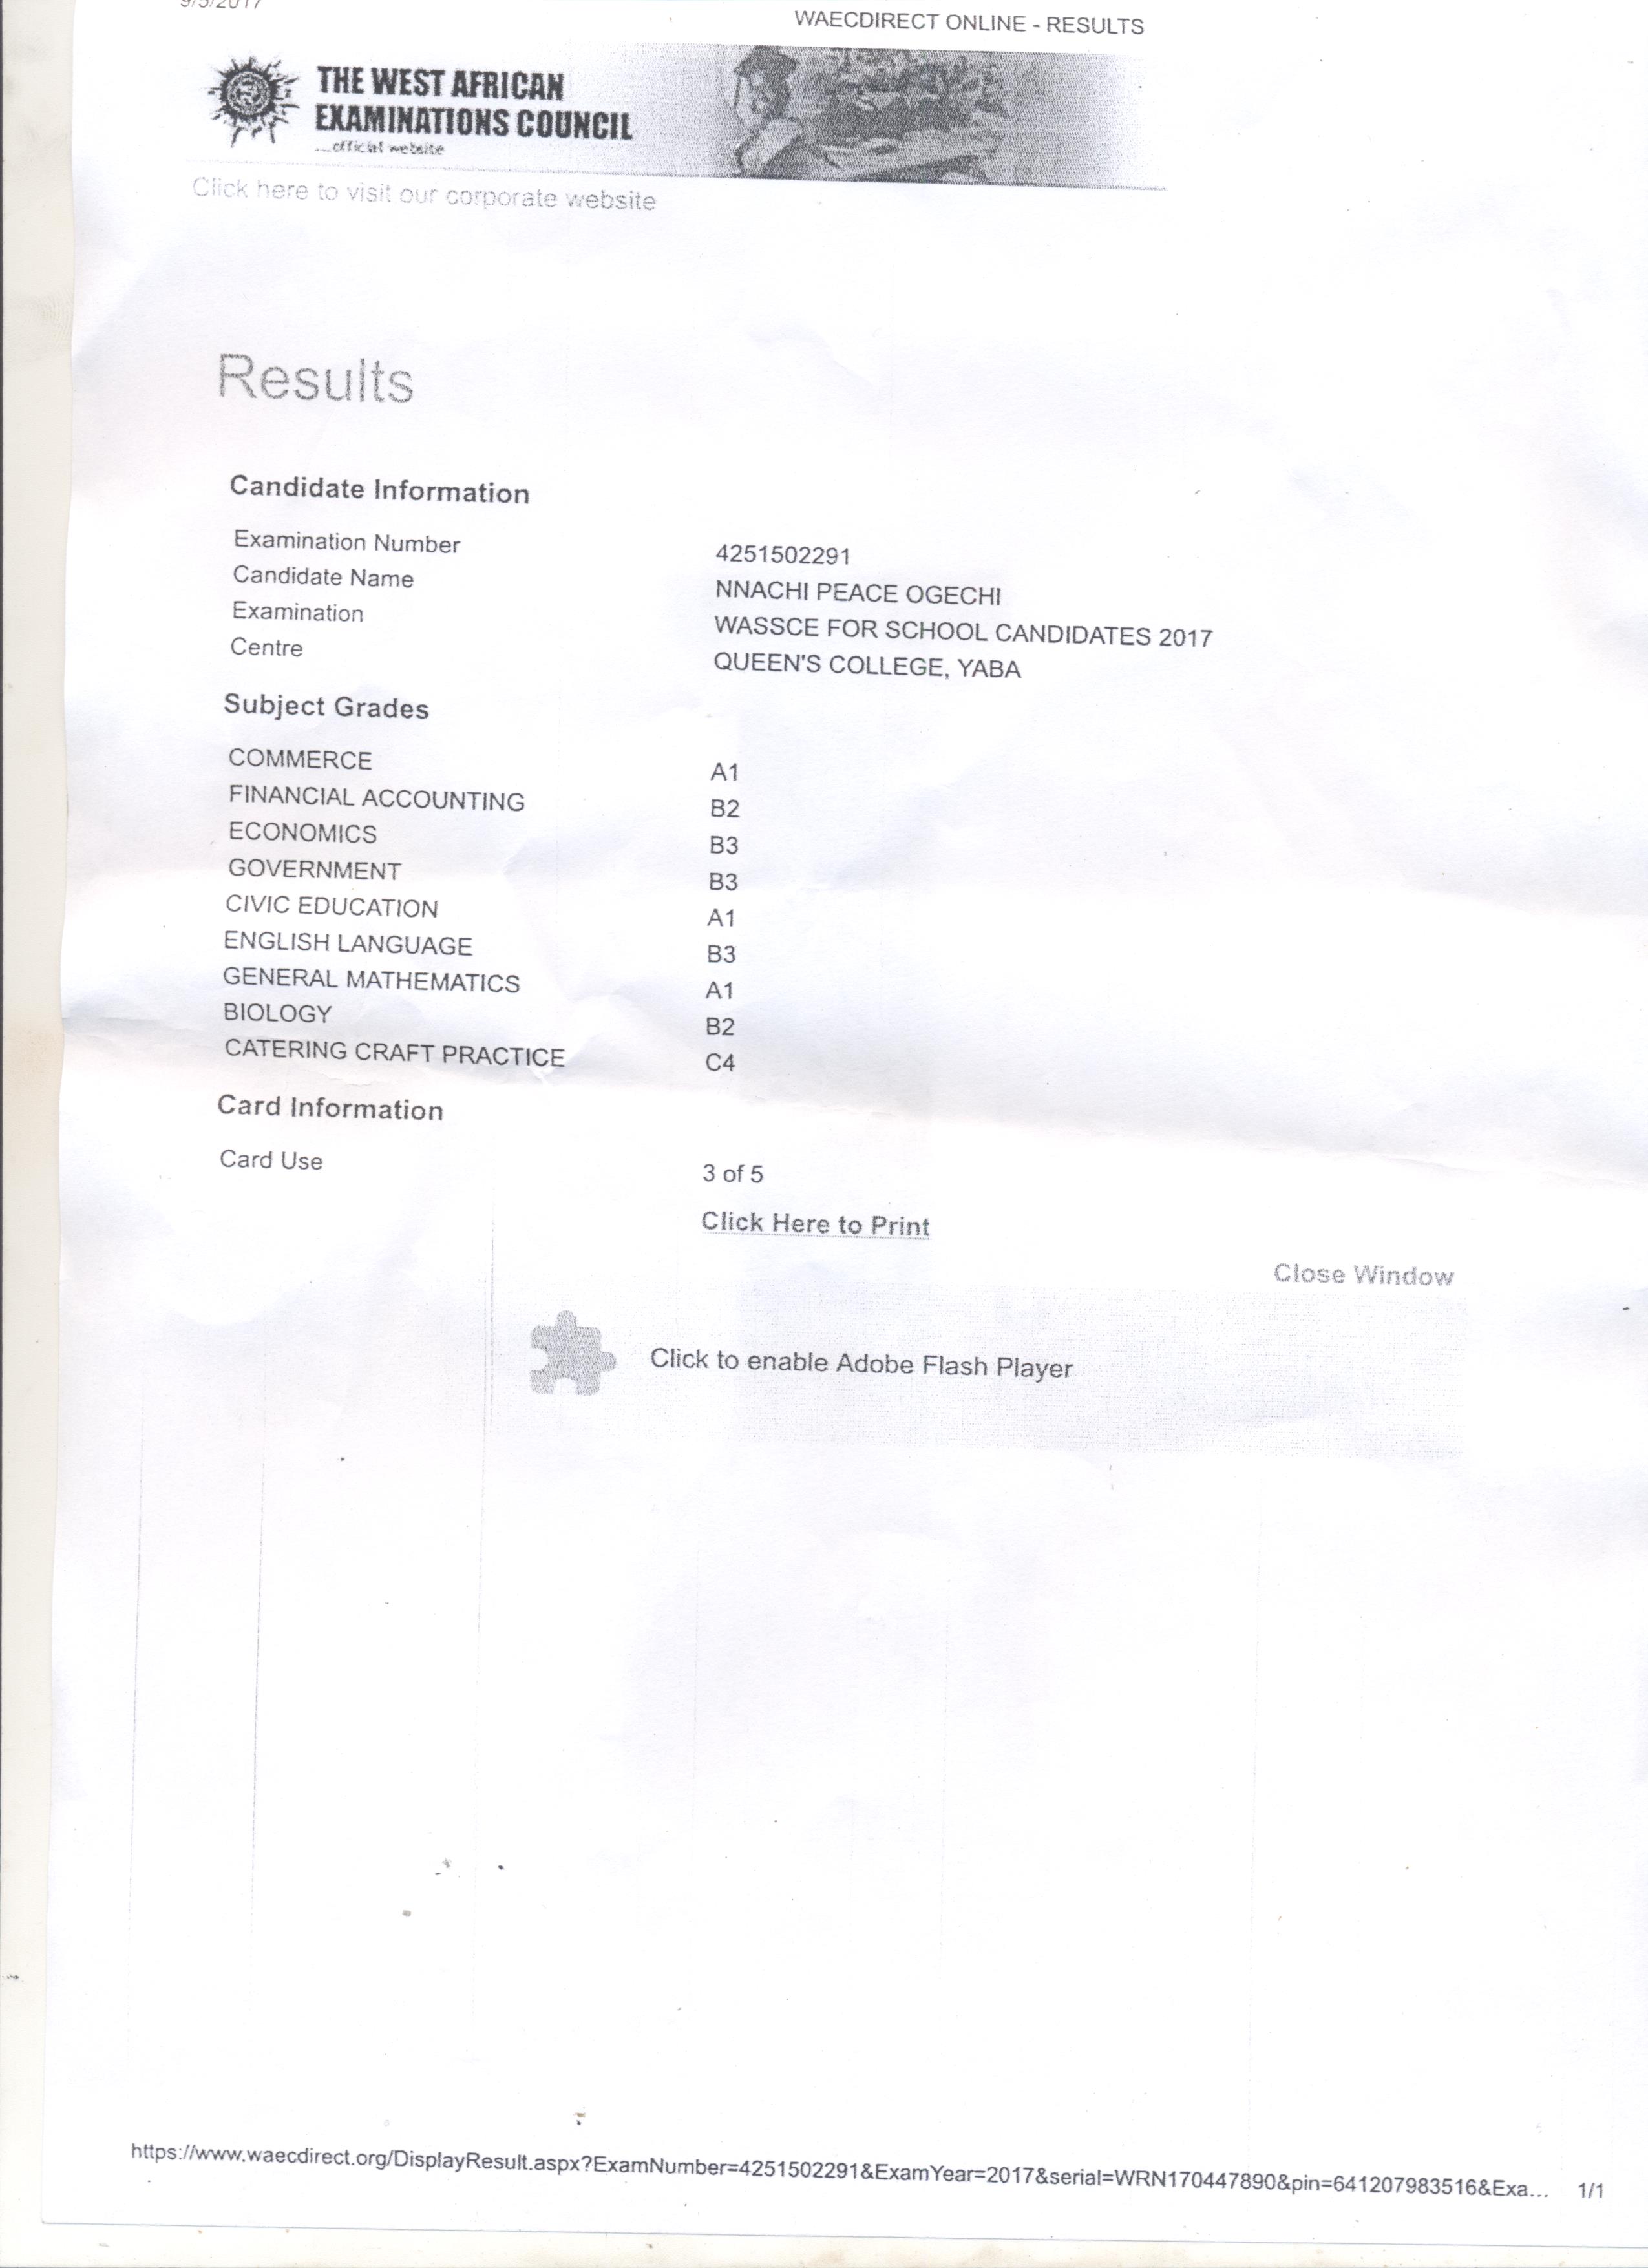 9/5/2017
WAECDIRECT ONLINE - RESULTS
THE WEST AFRICAN
EXAMINATIONS COUNCIL
...official website
Click here to visit our corporate website
Results
Candidate Information
Examination Number 4251502291
Candidate Name NNACHI PEACE OGECHI
Examination WASSCE FOR SCHOOL CANDIDATES 2017
Centre QUEEN'S COLLEGE, YABA
Subject Grades
COMMERCE A1
FINANCIAL ACCOUNTING B2
ECONOMICS B3
GOVERNMENT B3
CIVIC EDUCATION A1
ENGLISH LANGUAGE B3
GENERAL MATHEMATICS A1
BIOLOGY B2
CATERING CRAFT PRACTICE C4
Card Information
Card Use 3 of 5
Click Here to Print
Close Window
Click to enable Adobe Flash Player
https://www.waecdirect.org/DisplayResult.aspx?ExamNumber=4251502291&ExamYear=2017&serial=WRN170447890&pin=641207983516&Exa... 1/1